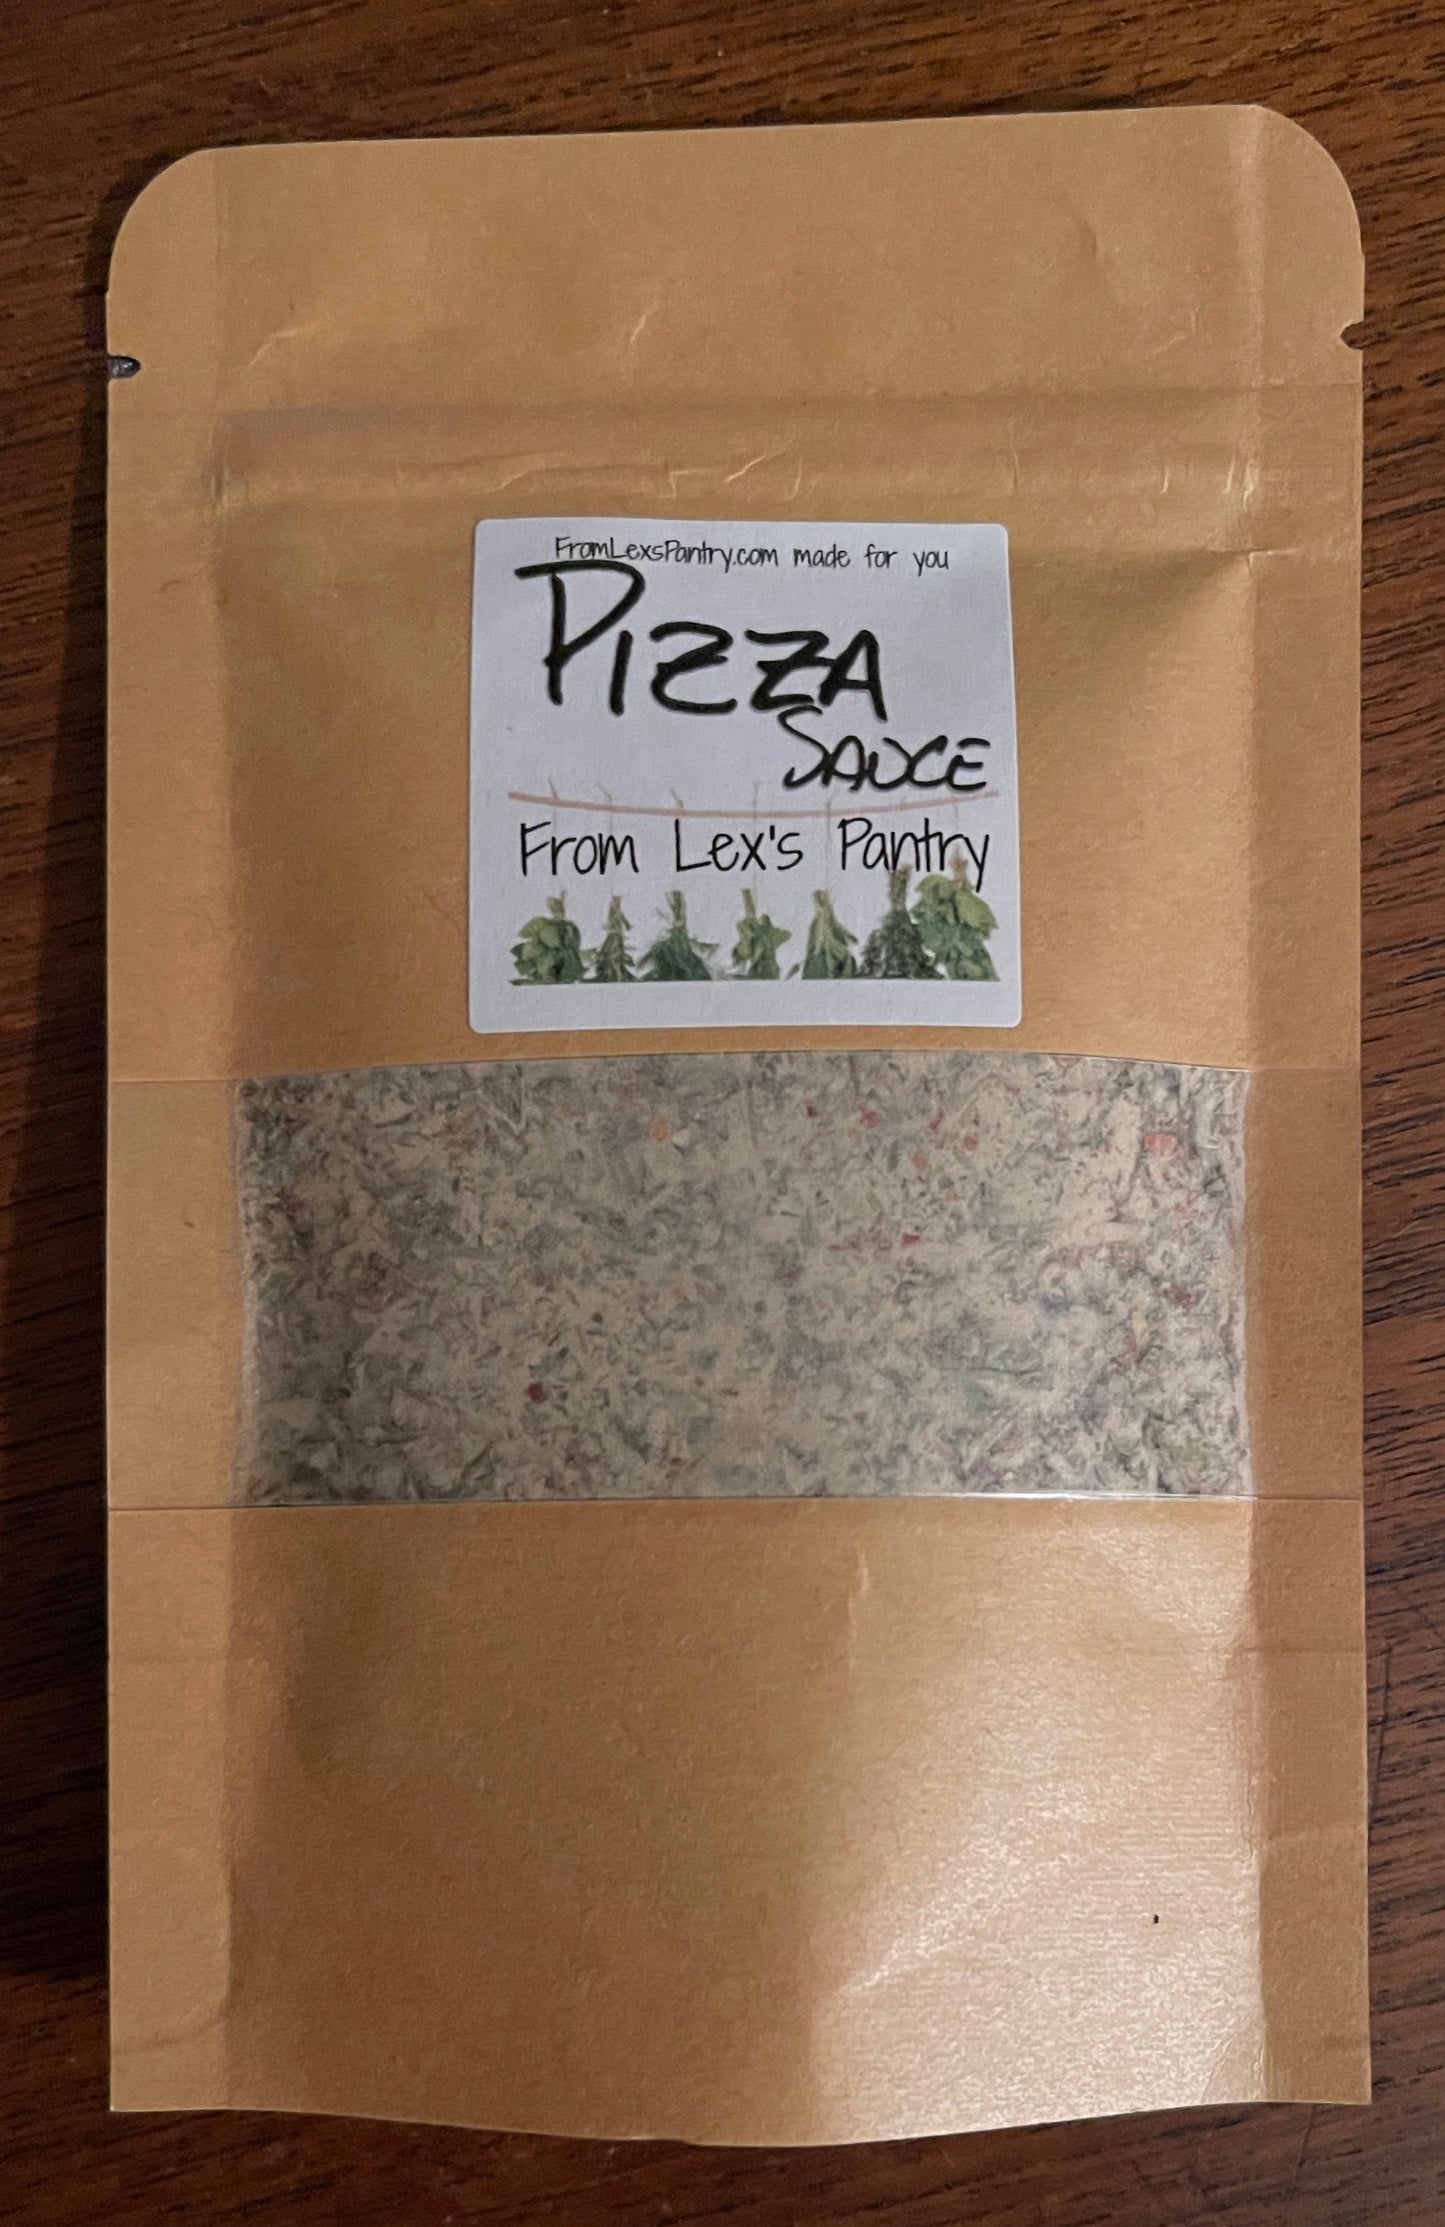 FromLexsPantry.com made for you
PIZZA
SAUCE
From Lex's Pantry